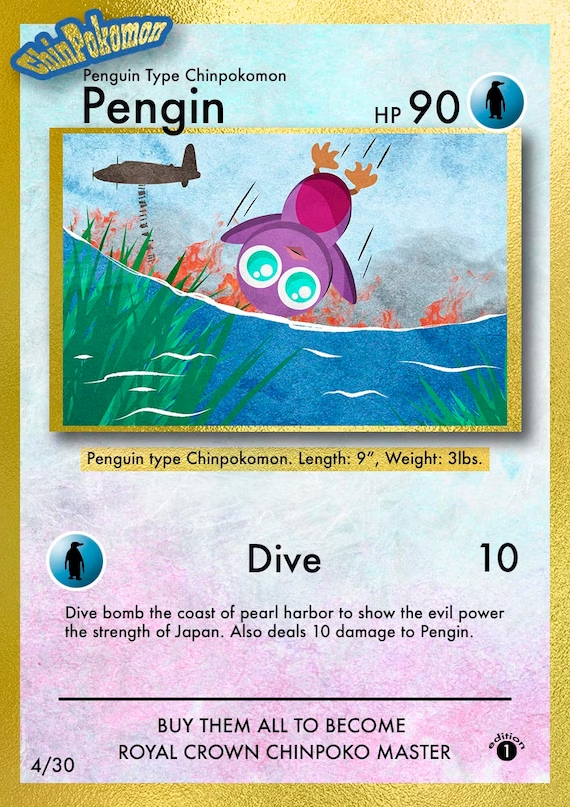 ChinPokomon
Penguin Type Chinpokomon
Pengin
HP 90
Penguin type Chinpokomon. Length: 9”, Weight: 3lbs.
Dive 10
Dive bomb the coast of pearl harbor to show the evil power
the strength of Japan. Also deals 10 damage to Pengin.
BUY THEM ALL TO BECOME
ROYAL CROWN CHINPOKO MASTER
edition
1
4/30